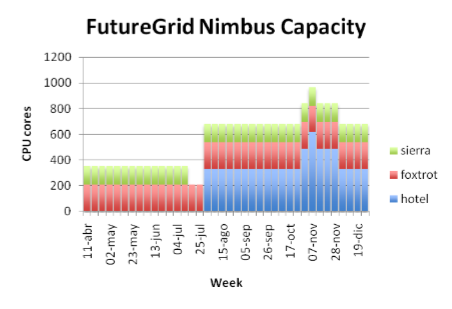 FutureGrid Nimbus Capacity
1200
1000
800
600
400
200
0
CPU cores
11-abr
02-may
23-may
13-jun
04-jul
25-jul
15-ago
05-sep
26-sep
17-oct
07-nov
28-nov
19-dic
Week
sierra
foxtrot
hotel